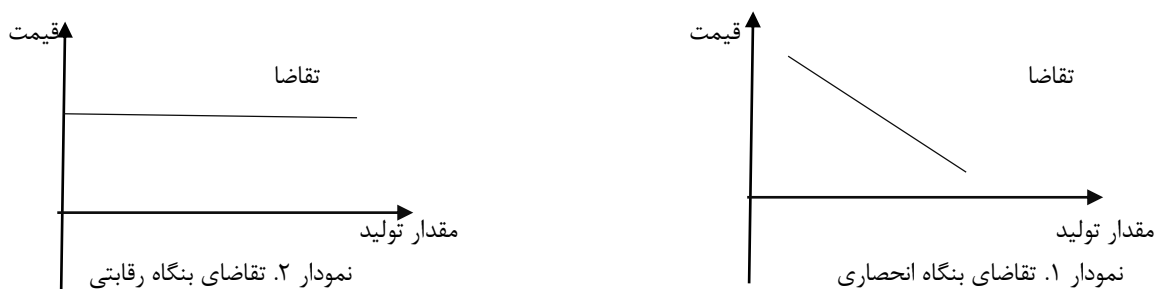 قیمت
تقاضا
مقدار تولید
نمودار ۱. تقاضای بنگاه انحصاری
قیمت
تقاضا
مقدار تولید
نمودار ۲. تقاضای بنگاه رقابتی